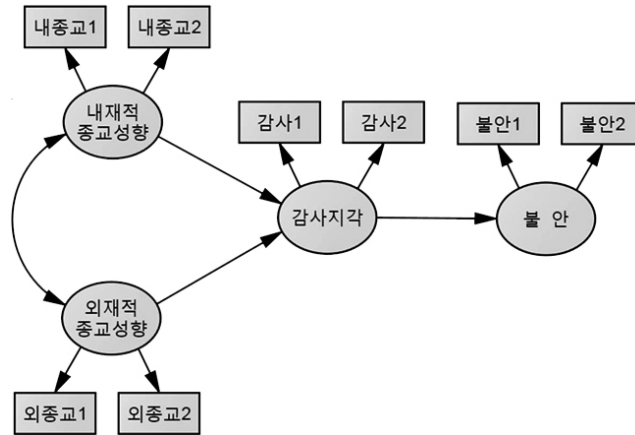 내종교1
내종교2
내재적
종교성향
감사1
감사2
불안1
불안2
감사지각
불 안
외재적
종교성향
외종교1
외종교2